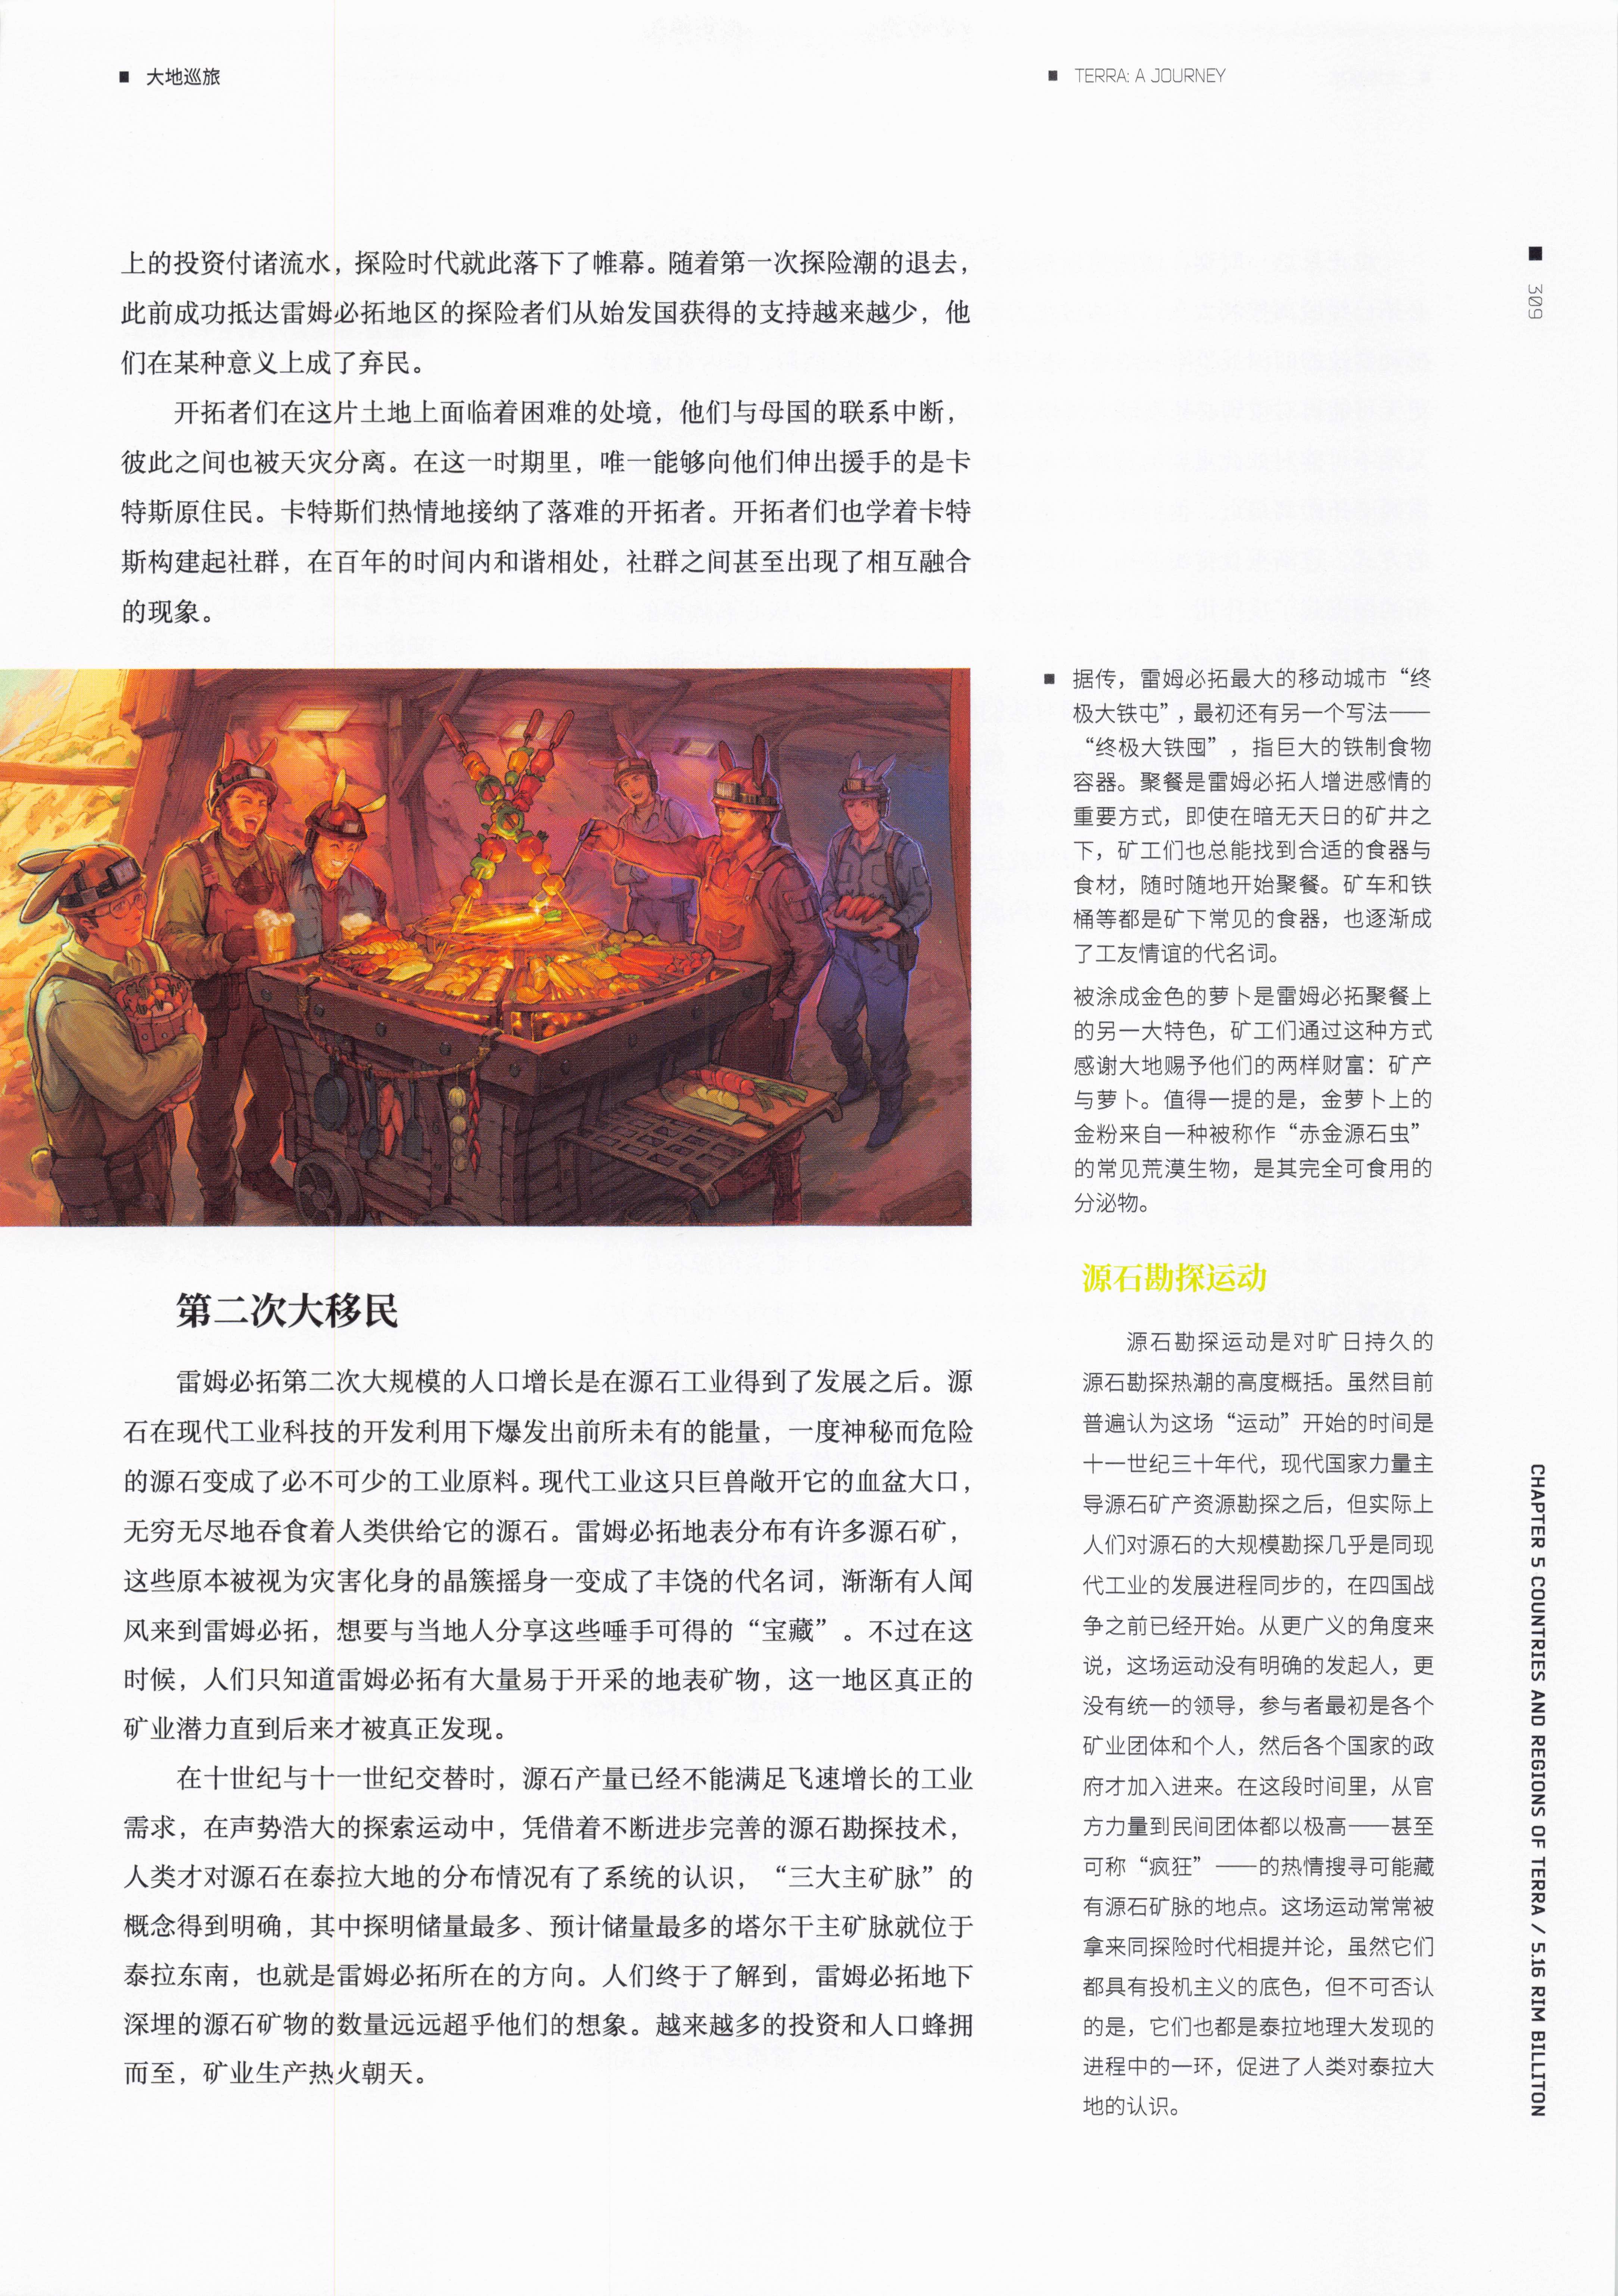 大地巡旅
TERRA: A JOURNEY
309
上的投资付诸流水，探险时代就此落下了帷幕。随着第一次探险潮的退去，
此前成功抵达雷姆必拓地区的探险者们从始发国获得的支持越来越少，他
们在某种意义上成了弃民。
开拓者们在这片土地上面临着困难的处境，他们与母国的联系中断，
彼此之间也被天灾分离。在这一时期里，唯一能够向他们伸出援手的是卡
特斯原住民。卡特斯们热情地接纳了落难的开拓者。开拓者们也学着卡特
斯构建起社群，在百年的时间内和谐相处，社群之间甚至出现了相互融合
的现象。
据传，雷姆必拓最大的移动城市“终
极大铁屯”，最初还有另一个写法——
“终极大铁囤”，指巨大的铁制食物
容器。聚餐是雷姆必拓人增进感情的
重要方式，即使在暗无天日的矿井之
下，矿工们也总能找到合适的食器与
食材，随时随地开始聚餐。矿车和铁
桶等都是矿下常见的食器，也逐渐成
了工友情谊的代名词。
被涂成金色的萝卜是雷姆必拓聚餐上
的另一大特色，矿工们通过这种方式
感谢大地赐予他们的两样财富：矿产
与萝卜。值得一提的是，金萝卜上的
金粉来自一种被称作“赤金源石虫”
的常见荒漠生物，是其完全可食用的
分泌物。
第二次大移民
雷姆必拓第二次大规模的人口增长是在源石工业得到了发展之后。源
石在现代工业科技的开发利用下爆发出前所未有的能量，一度神秘而危险
的源石变成了必不可少的工业原料。现代工业这只巨兽敞开它的血盆大口，
无穷无尽地吞食着人类供给它的源石。雷姆必拓地表分布有许多源石矿，
这些原本被视为灾害化身的晶簇摇身一变成了丰饶的代名词，渐渐有人闻
风来到雷姆必拓，想要与当地人分享这些唾手可得的“宝藏”。不过在这
时候，人们只知道雷姆必拓有大量易于开采的地表矿物，这一地区真正的
矿业潜力直到后来才被真正发现。
在十世纪与十一世纪交替时，源石产量已经不能满足飞速增长的工业
需求，在声势浩大的探索运动中，凭借着不断进步完善的源石勘探技术，
人类才对源石在泰拉大地的分布情况有了系统的认识，“三大主矿脉”的
概念得到明确，其中探明储量最多、预计储量最多的塔尔干主矿脉就位于
泰拉东南，也就是雷姆必拓所在的方向。人们终于了解到，雷姆必拓地下
深埋的源石矿物的数量远远超乎他们的想象。越来越多的投资和人口蜂拥
而至，矿业生产热火朝天。
源石勘探运动
源石勘探运动是对旷日持久的
源石勘探热潮的高度概括。虽然目前
普遍认为这场“运动”开始的时间是
十一世纪三十年代，现代国家力量主
导源石矿产资源勘探之后，但实际上
人们对源石的大规模勘探几乎是同现
代工业的发展进程同步的，在四国战
争之前已经开始。从更广义的角度来
说，这场运动没有明确的发起人，更
没有统一的领导，参与者最初是各个
矿业团体和个人，然后各个国家的政
府才加入进来。在这段时间里，从官
方力量到民间团体都以极高——甚至
可称“疯狂”——的热情搜寻可能藏
有源石矿脉的地点。这场运动常常被
拿来同探险时代相提并论，虽然它们
都具有投机主义的底色，但不可否认
的是，它们也都是泰拉地理大发现的
进程中的一环，促进了人类对泰拉大
地的认识。
CHAPTER 5 COUNTRIES AND REGIONS OF TERRA / 5.16 RIM BILLITON